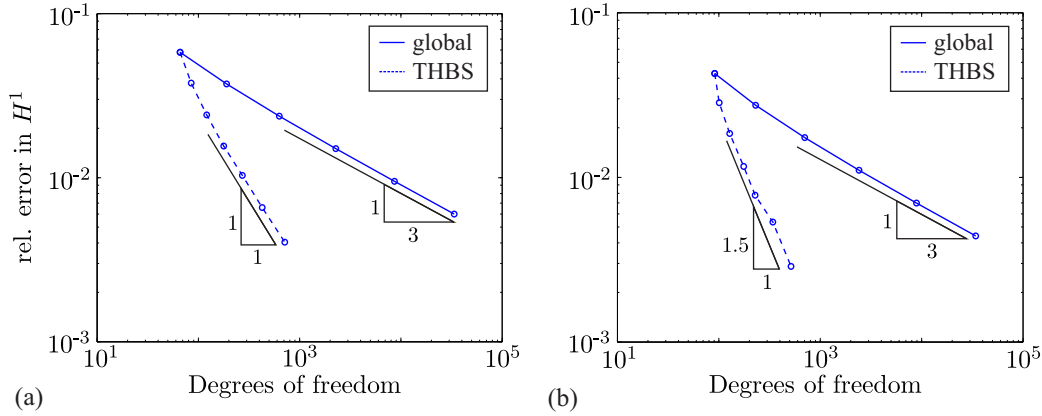 10^-1
10^-2
10^-3
rel. error in H^1
global
THBS
1
3
1
1
10^1
10^3
10^5
Degrees of freedom
(a)
10^-1
10^-2
10^-3
global
THBS
1
3
1.5
1
10^1
10^3
10^5
Degrees of freedom
(b)